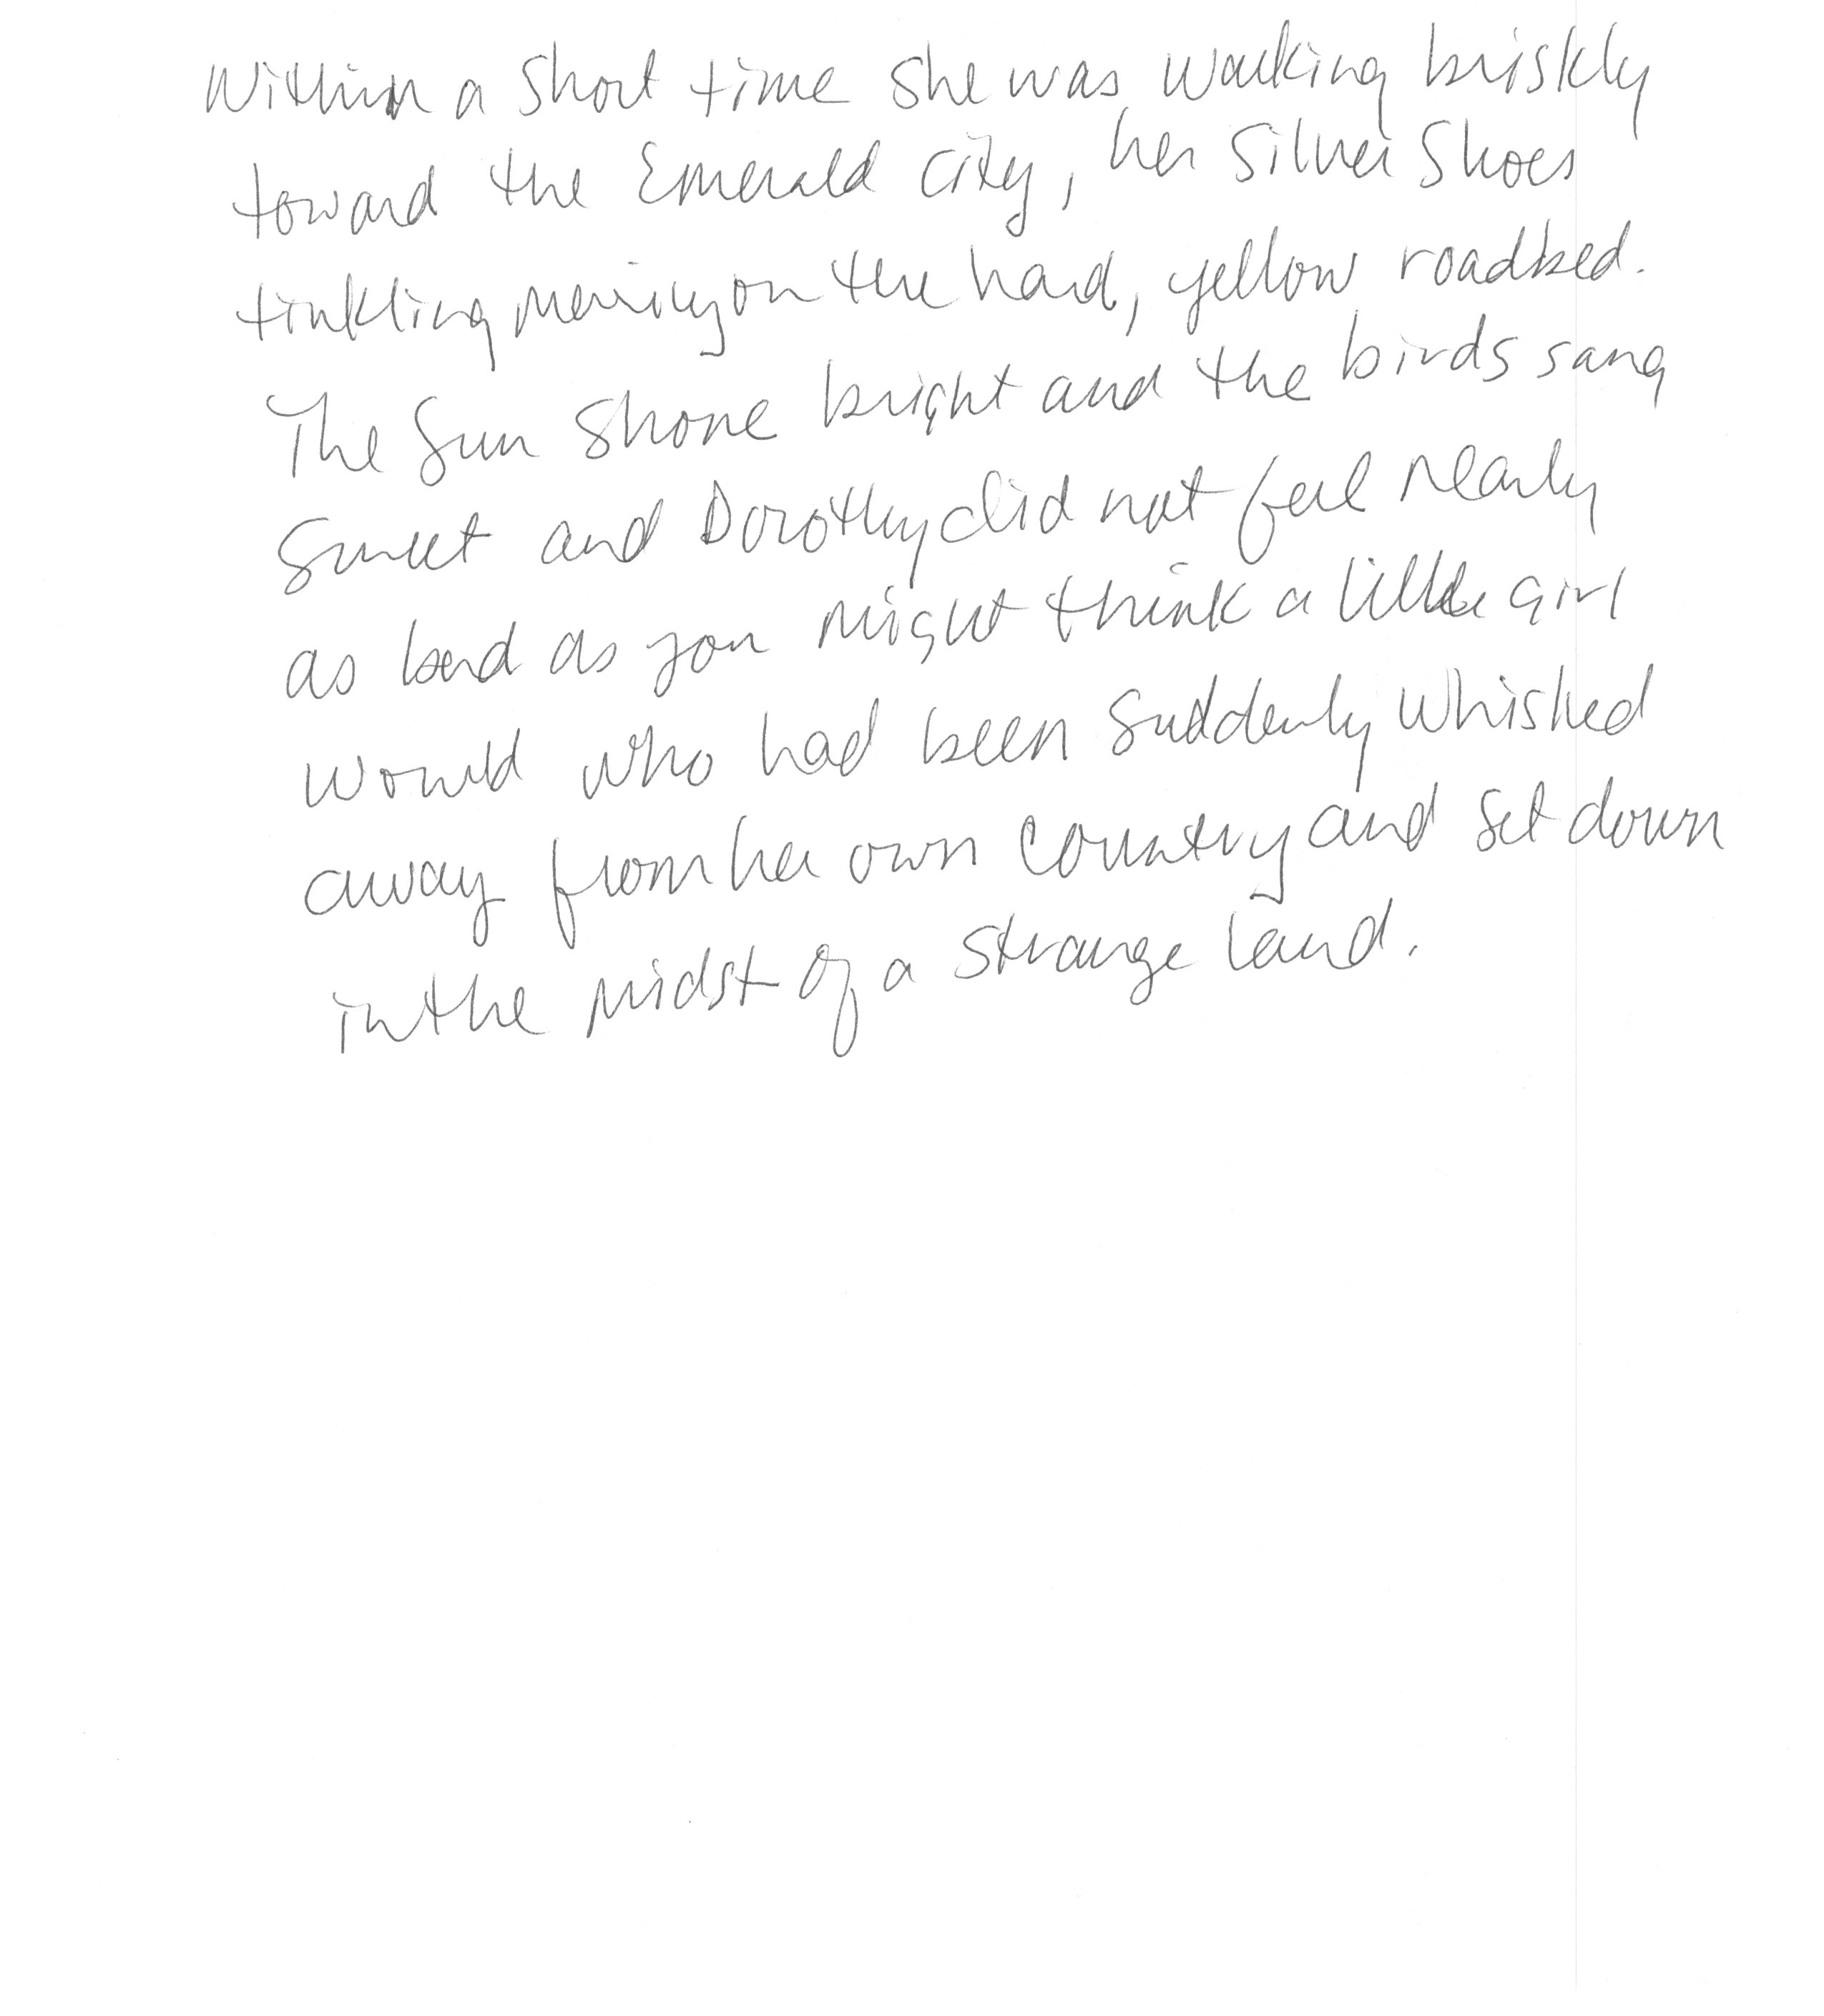 Within a short time she was walking briskly
toward the Emerald City, her Silver Shoes
tinkling merrily on the hard, yellow roadbed.
The sun shone bright and the birds sang
sweet and Dorothy did not feel nearly
as bad as you might think a little girl
would who had been suddenly whisked
away from her own country and set down
in the midst of a strange land.